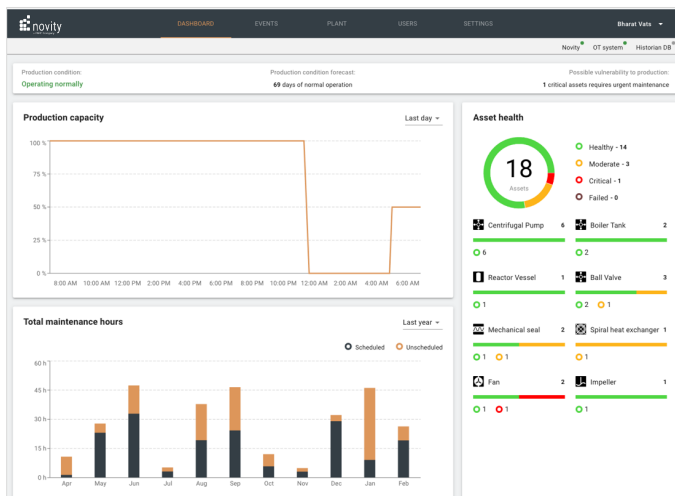 novity
DASHBOARD EVENTS PLANT USERS SETTINGS Bharat Vats
Novity OT system Historian DB
Production condition: Production condition forecast: Possible vulnerability to production:
Operating normally 69 days of normal operation 1 critical assets requires urgent maintenance
Production capacity Last day
100 %
75 %
50 %
25 %
0 %
8:00 AM 10:00 AM 12:00 PM 2:00 PM 4:00 PM 6:00 PM 8:00 PM 10:00 PM 12:00 AM 2:00 AM 4:00 AM 6:00 AM
Total maintenance hours Last year
Scheduled Unscheduled
60 h
45 h
30 h
15 h
0 h
Apr May Jun Jul Aug Sep Oct Nov Dec Jan Feb
Asset health
18
Assets
Healthy - 14
Moderate - 3
Critical - 1
Failed - 0
Centrifugal Pump 6 Boiler Tank 2
6 2
Reactor Vessel 1 Ball Valve 3
1 2 1
Mechanical seal 2 Spiral heat exchanger 1
1 1 1
Fan 2 Impeller 1
1 1 1